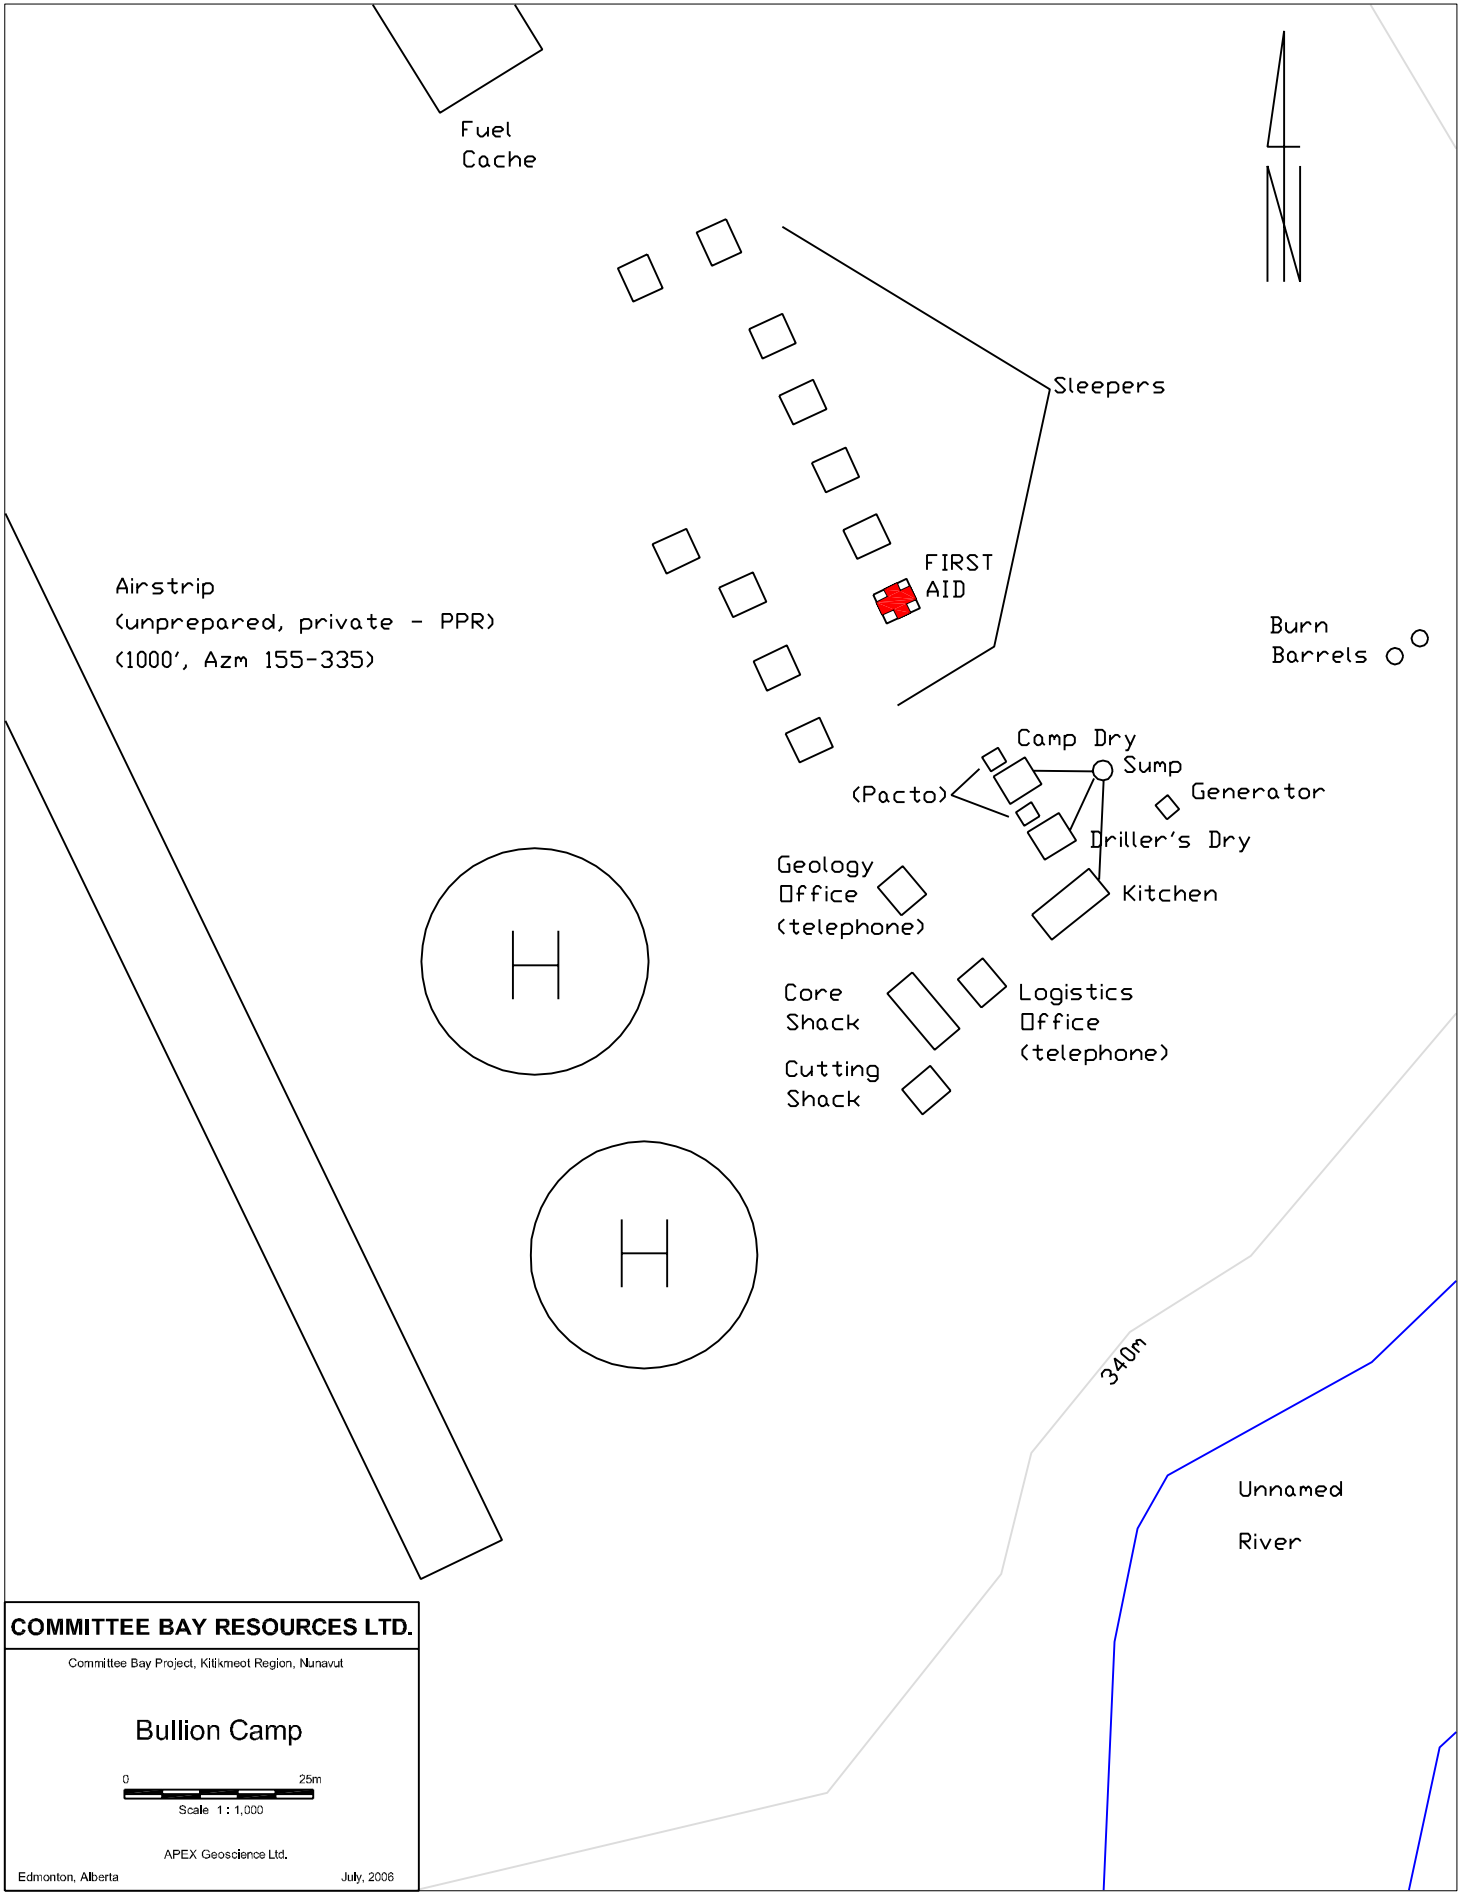 Fuel
Cache
N
Sleepers
FIRST
AID
Airstrip
(unprepared, private - PPR)
(1000', Azm 155-335)
Burn
Barrels
Camp Dry
Sump
(Pacto)
Generator
Driller's Dry
Geology
Office
(telephone)
Kitchen
H
Core
Shack
Logistics
Office
(telephone)
Cutting
Shack
H
340m
Unnamed
River
COMMITTEE BAY RESOURCES LTD.
Committee Bay Project, Kitikmeot Region, Nunavut
Bullion Camp
0 25m
Scale 1 : 1,000
APEX Geoscience Ltd.
Edmonton, Alberta July, 2006